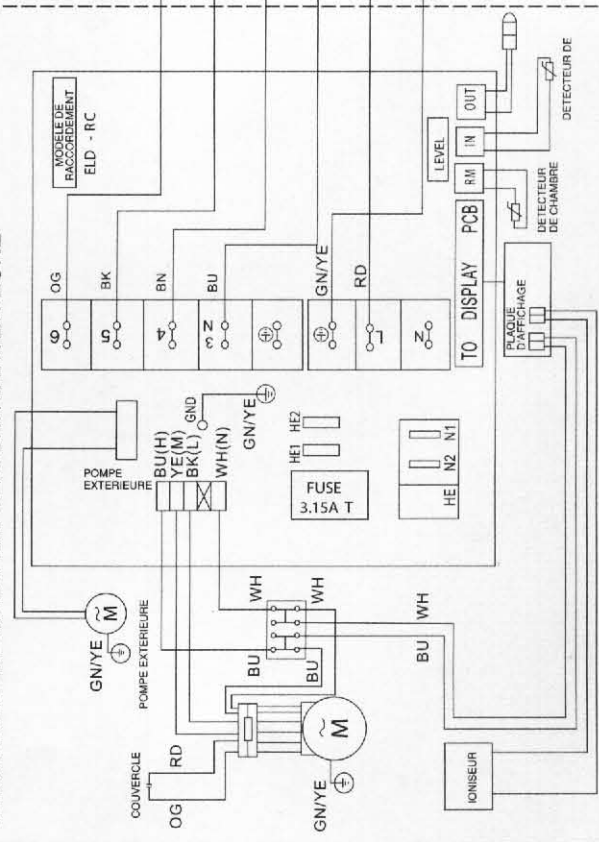 MODELE DE
RACCORDEMENT
ELD - RC
OUT
IN
RM
LEVEL
DETECTEUR DE
DETECTEUR
DE CHAMBRE
OG
BK
BN
BU
GN/YE
RD
6
5
4
3 N
L
N
TO DISPLAY PCB
PLAQUE
D'AFFICHAGE
POMPE
EXTERIEURE
BU(H)
YE(M)
BK(L)
WH(N)
GND
GN/YE
HE1
HE2
FUSE
3.15A T
HE
N2
N1
M
GN/YE
POMPE EXTERIEURE
BU
WH
BU
WH
BU
WH
COUVERCLE
RD
OG
M
GN/YE
IONISEUR